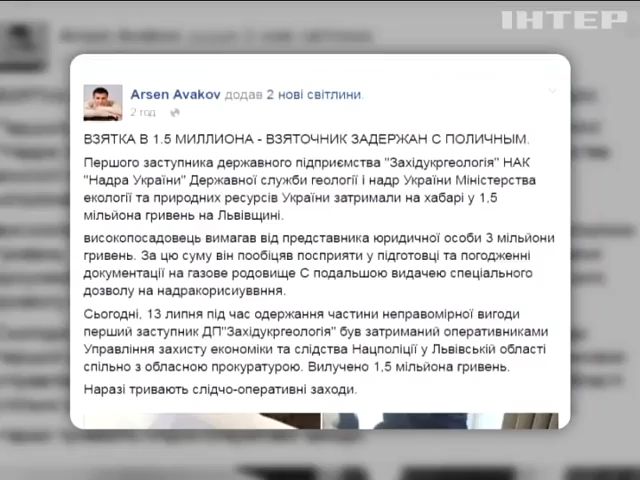 ІНТЕР
Arsen Avakov додав 2 нові світлини.
2 год
ВЗЯТКА В 1.5 МИЛЛИОНА - ВЗЯТОЧНИК ЗАДЕРЖАН С ПОЛИЧНЫМ.
Першого заступника державного підприємства "Західукргеологія" НАК
"Надра України" Державної служби геології і надр України Міністерства
екології та природних ресурсів України затримали на хабарі у 1,5
мільйона гривень на Львівщині.
високопосадовець вимагав від представника юридичної особи 3 мільйони
гривень. За цю суму він пообіцяв посприяти у підготовці та погодженні
документації на газове родовище С подальшою видачею спеціального
дозволу на надракорисиуввння.
Сьогодні, 13 липня під час одержання частини неправомірної вигоди
перший заступник ДП"Західукргеологія" був затриманий оперативниками
Управління захисту економіки та слідства Нацполіції у Львівській області
спільно з обласною прокуратурою. Вилучено 1,5 мільйона гривень.
Наразі тривають слідчо-оперативні заходи.